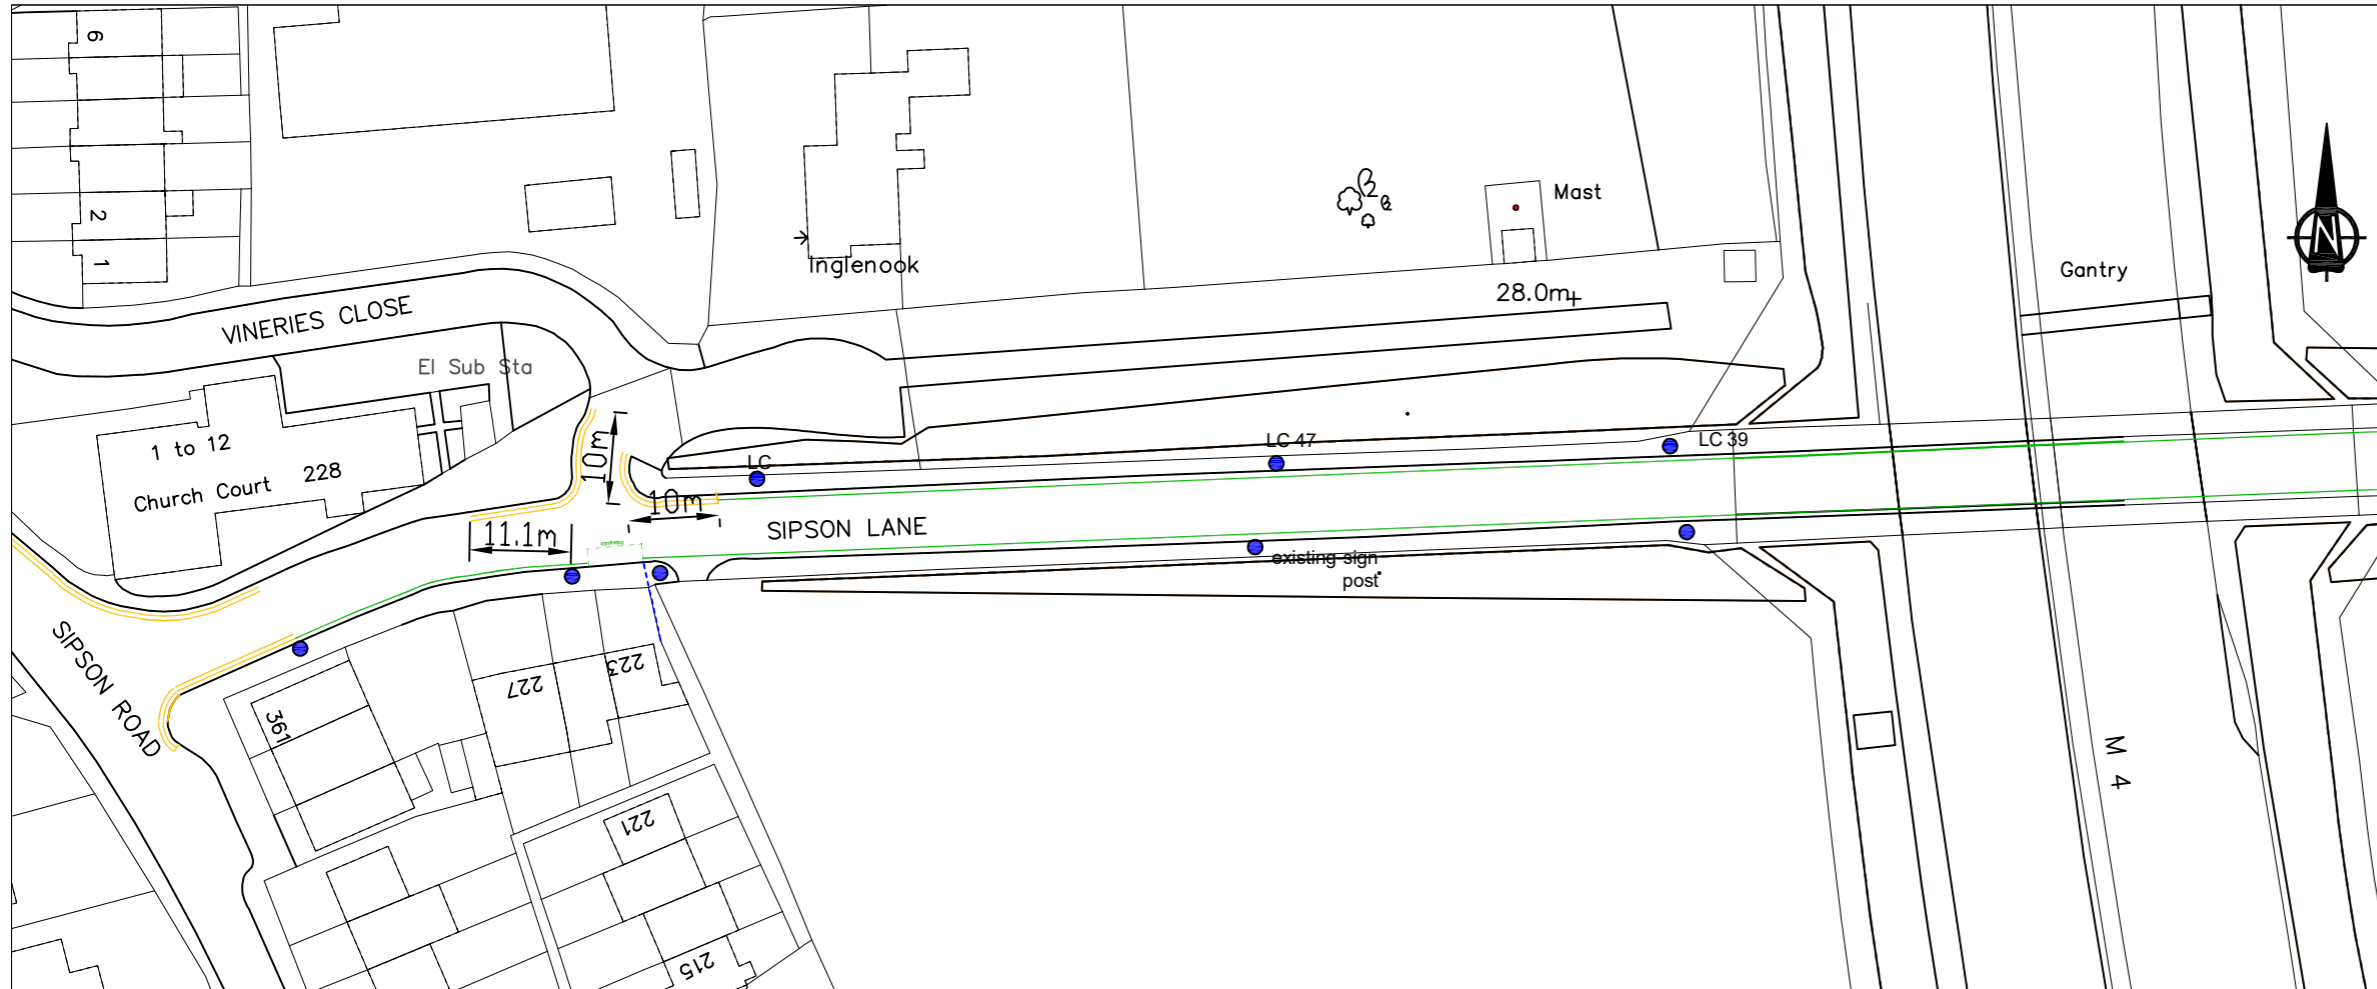 6
2
1
Inglenook
Mast
28.0m
Gantry
N
VINERIES CLOSE
El Sub Sta
1 to 12
Church Court
228
10m
LC
LC 47
LC 39
10m
11.1m
SIPSON LANE
existing sign
post
SIPSON ROAD
361
227
223
221
215
M 4